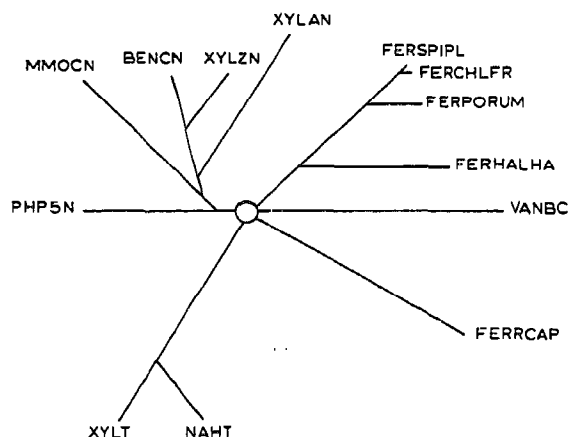 XYLAN
FERSPIPL
BENCN
XYLZN
MMOCN
FERCHLFR
FERPORUM
FERHALHA
PHP5N
VANBC
FERRCAP
XYLT
NAHT